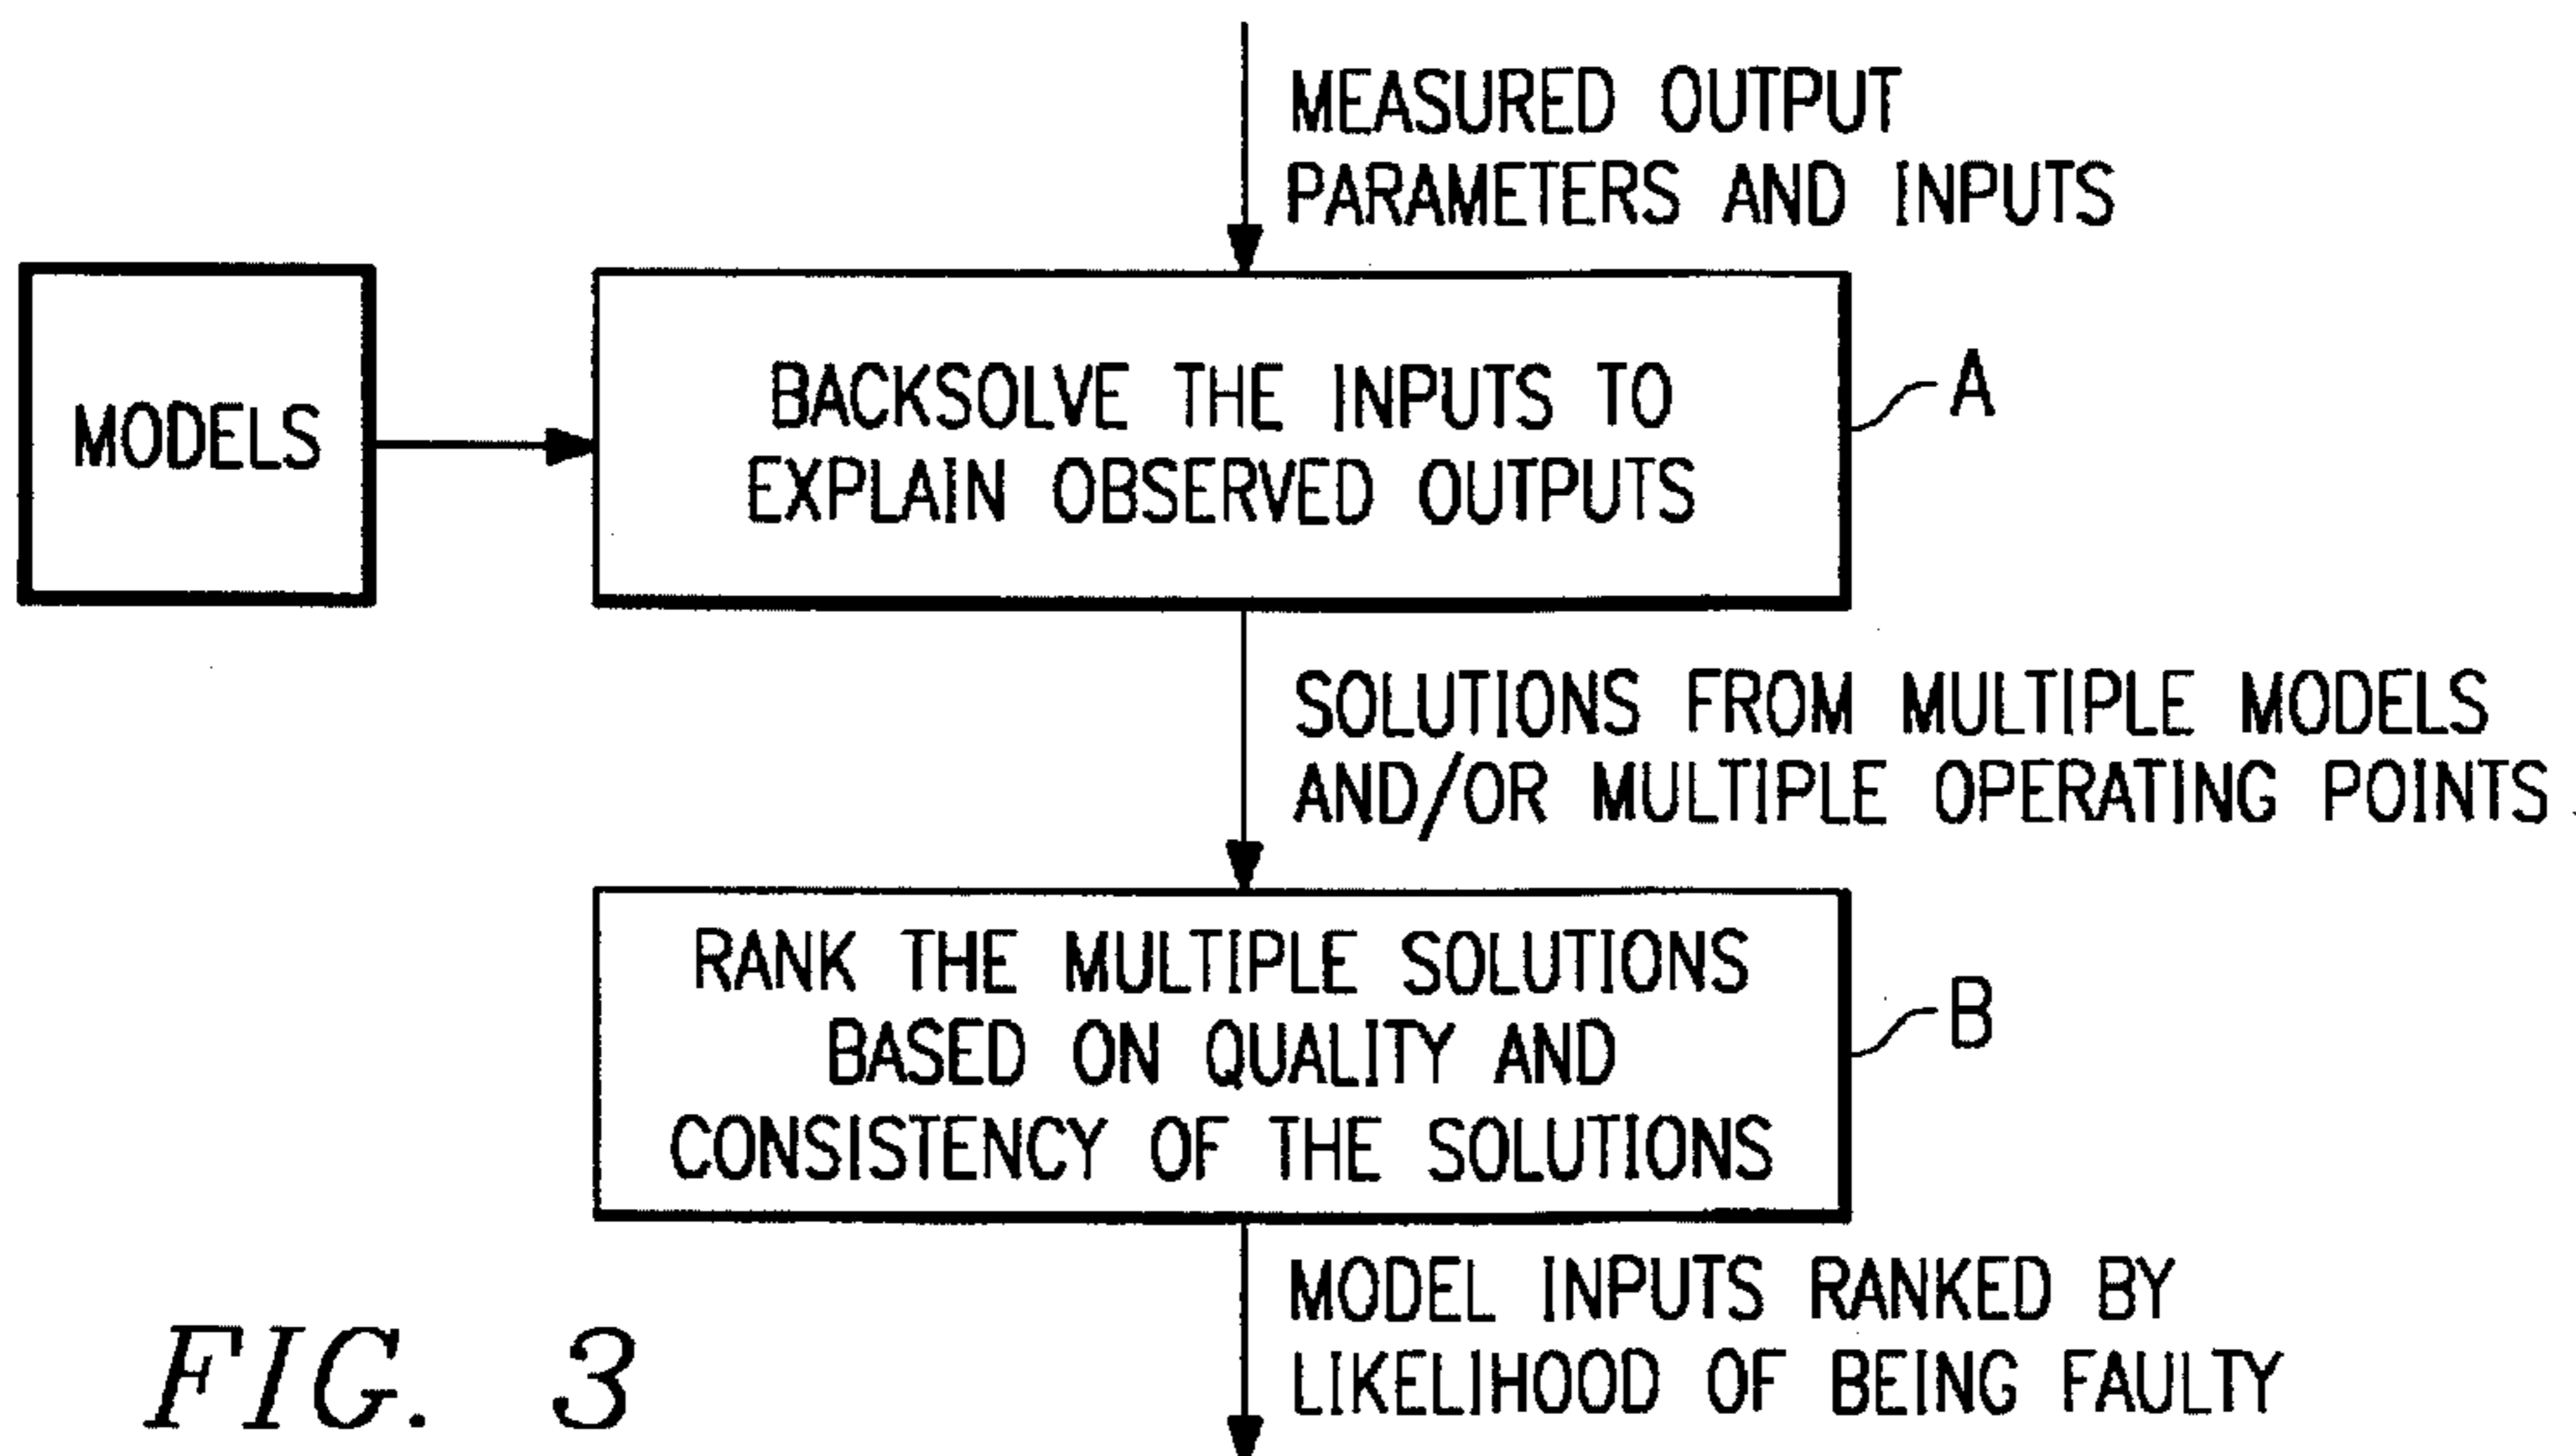 MEASURED OUTPUT
PARAMETERS AND INPUTS
MODELS
BACKSOLVE THE INPUTS TO
EXPLAIN OBSERVED OUTPUTS
A
SOLUTIONS FROM MULTIPLE MODELS
AND/OR MULTIPLE OPERATING POINTS
RANK THE MULTIPLE SOLUTIONS
BASED ON QUALITY AND
CONSISTENCY OF THE SOLUTIONS
B
MODEL INPUTS RANKED BY
LIKELIHOOD OF BEING FAULTY
FIG. 3